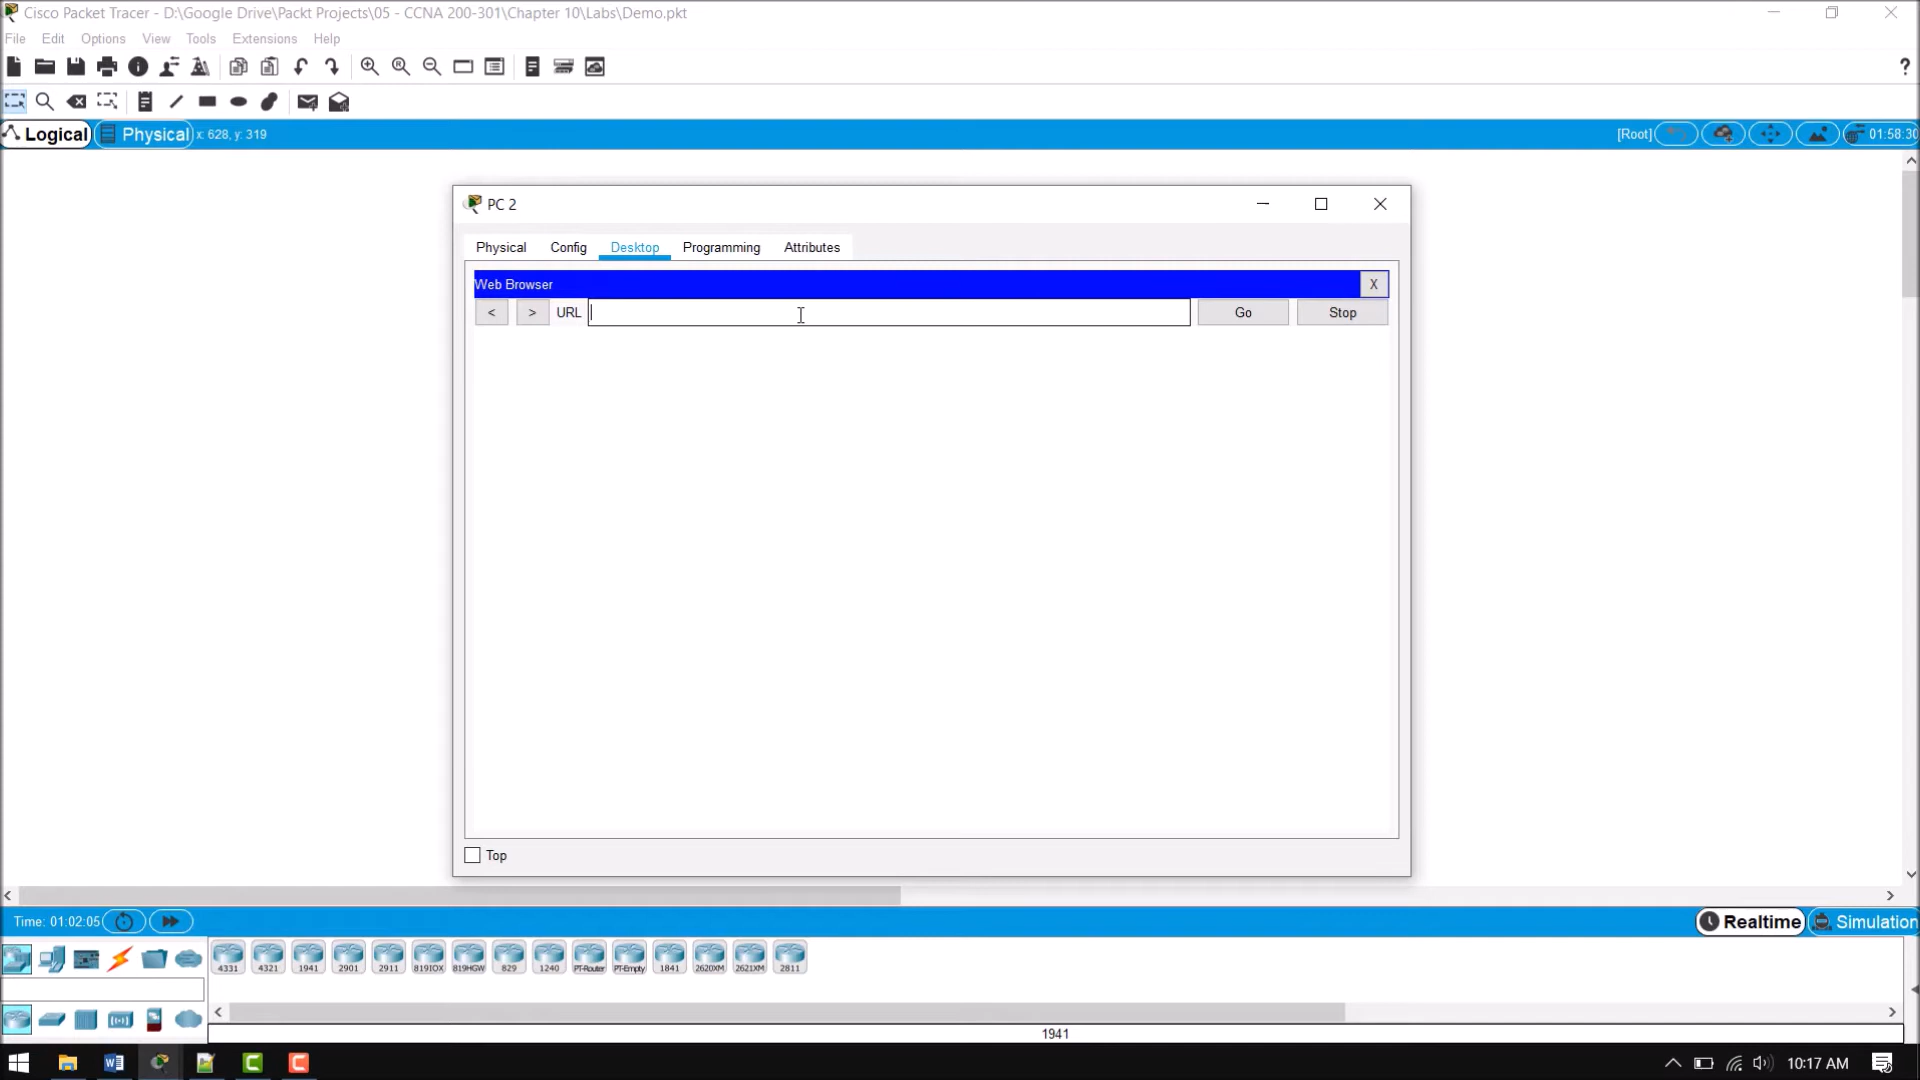 Cisco Packet Tracer - D:\Google Drive\Packt Projects\05 - CCNA 200-301\Chapter 10\Labs\Demo.pkt
File Edit Options View Tools Extensions Help
?
Logical Physical x: 628, y: 319 [Root] 01:58:30
PC 2
Physical Config Desktop Programming Attributes
Web Browser X
< > URL Go Stop
Top
Time: 01:02:05 Realtime Simulation
4331 4321 1941 2901 2911 819IOX 819HGW 829 1240 PT-Router PT-Empty 1841 2620XM 2621XM 2811
1941
10:17 AM